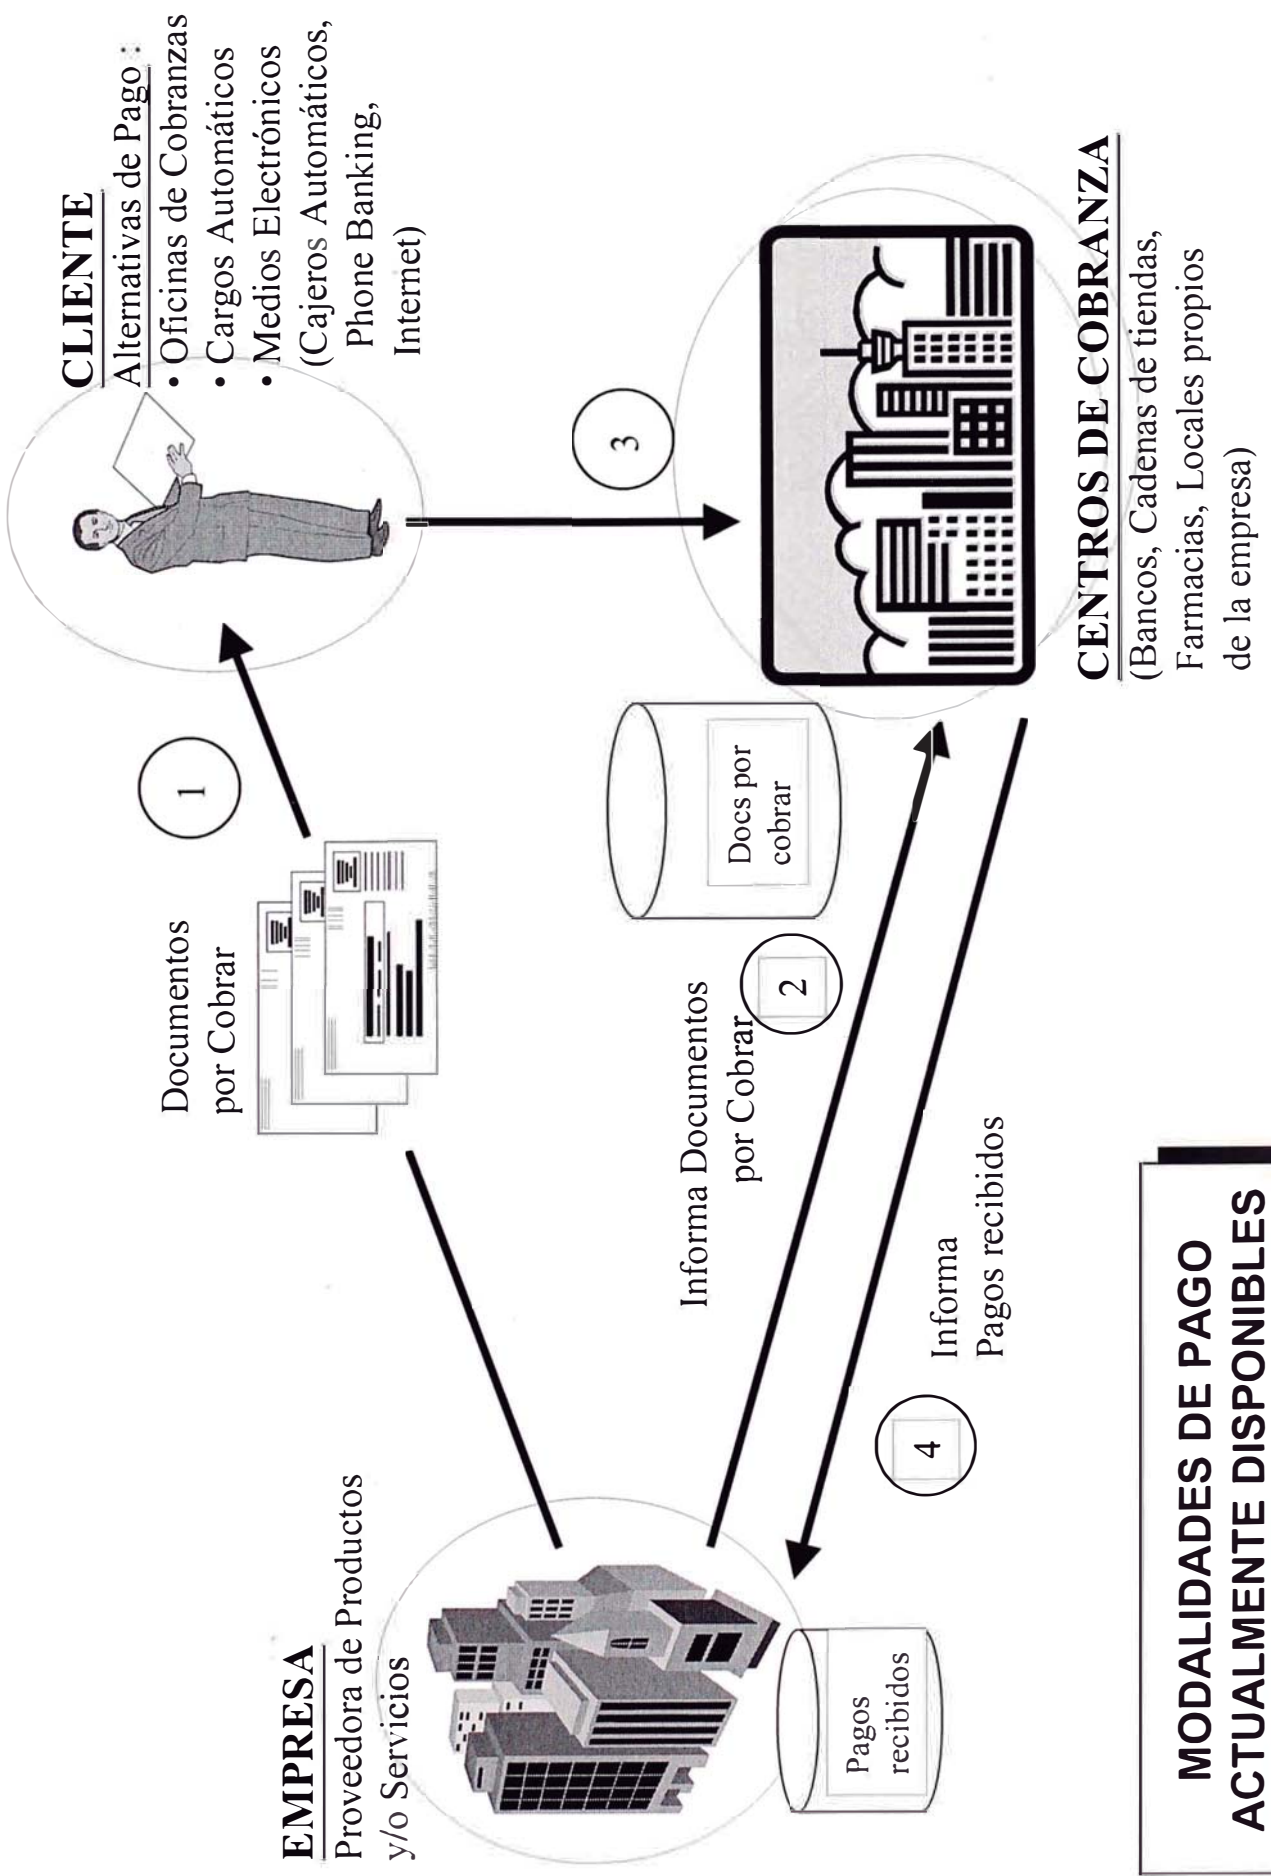 EMPRESA
Proveedora de Productos
y/o Servicios
Documentos
por Cobrar
1
CLIENTE
Alternativas de Pago :
• Oficinas de Cobranzas
• Cargos Automáticos
• Medios Electrónicos
(Cajeros Automáticos,
Phone Banking,
Internet)
3
Informa Documentos
por Cobrar
2
Docs por
cobrar
Informa
Pagos recibidos
4
Pagos
recibidos
CENTROS DE COBRANZA
(Bancos, Cadenas de tiendas,
Farmacias, Locales propios
de la empresa)
MODALIDADES DE PAGO
ACTUALMENTE DISPONIBLES